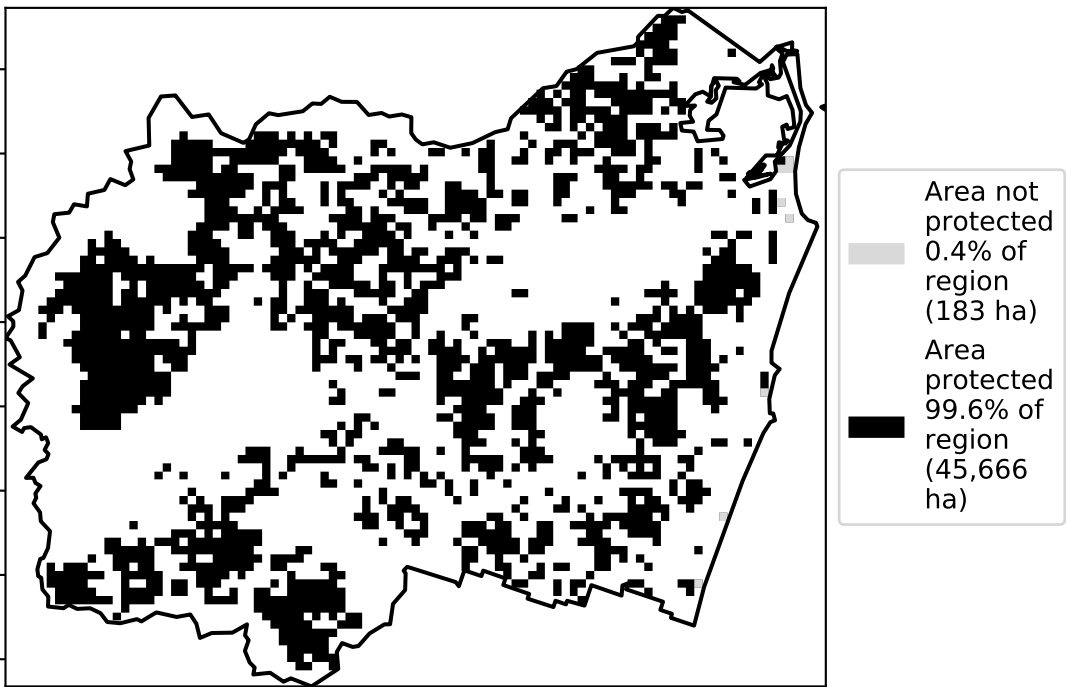 Area not
protected
0.4% of
region
(183 ha)
Area
protected
99.6% of
region
(45,666
ha)